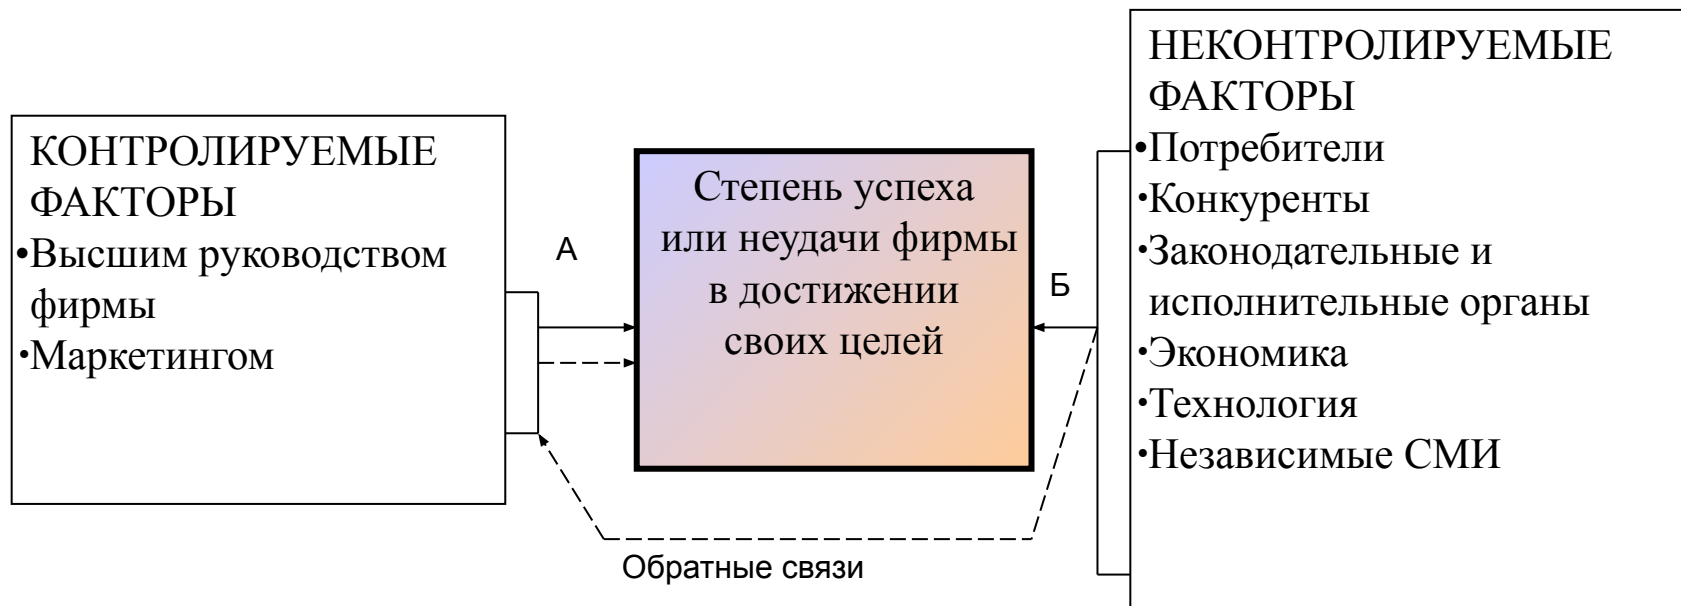 КОНТРОЛИРУЕМЫЕ
ФАКТОРЫ
•Высшим руководством
фирмы
•Маркетингом
А
Степень успеха
или неудачи фирмы
в достижении
своих целей
Б
НЕКОНТРОЛИРУЕМЫЕ
ФАКТОРЫ
•Потребители
•Конкуренты
•Законодательные и
исполнительные органы
•Экономика
•Технология
•Независимые СМИ
Обратные связи